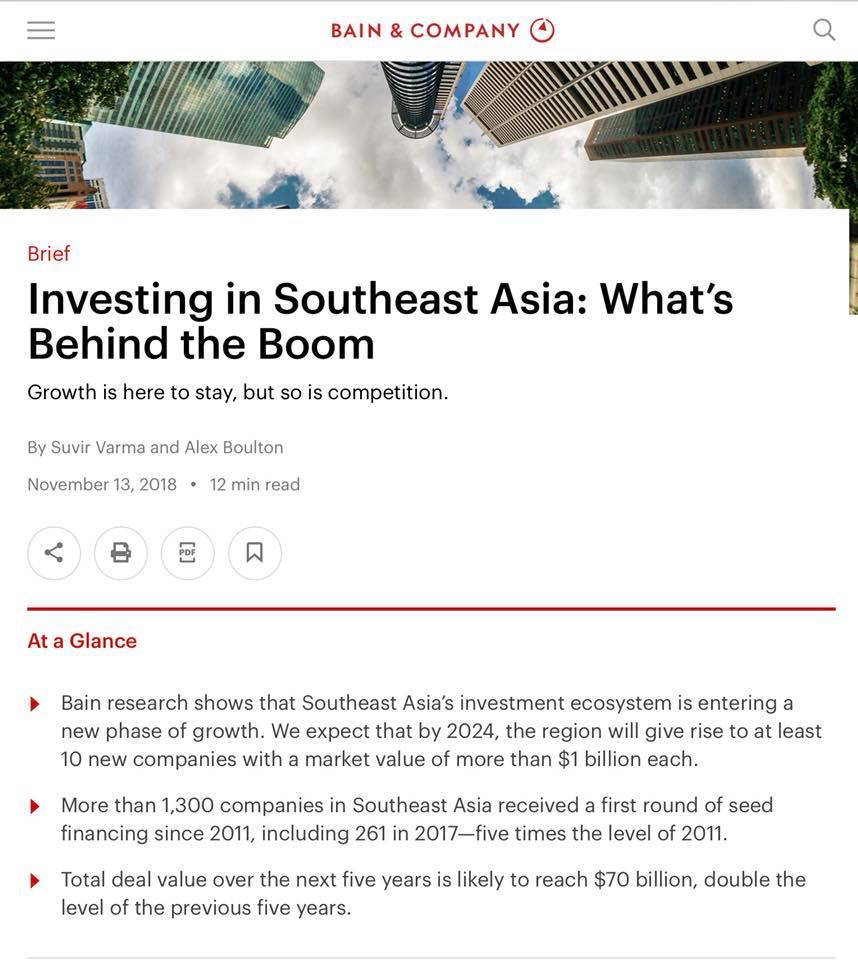 BAIN & COMPANY
Brief
Investing in Southeast Asia: What’s
Behind the Boom
Growth is here to stay, but so is competition.
By Suvir Varma and Alex Boulton
November 13, 2018 • 12 min read
PDF
At a Glance
Bain research shows that Southeast Asia’s investment ecosystem is entering a
new phase of growth. We expect that by 2024, the region will give rise to at least
10 new companies with a market value of more than $1 billion each.
More than 1,300 companies in Southeast Asia received a first round of seed
financing since 2011, including 261 in 2017—five times the level of 2011.
Total deal value over the next five years is likely to reach $70 billion, double the
level of the previous five years.